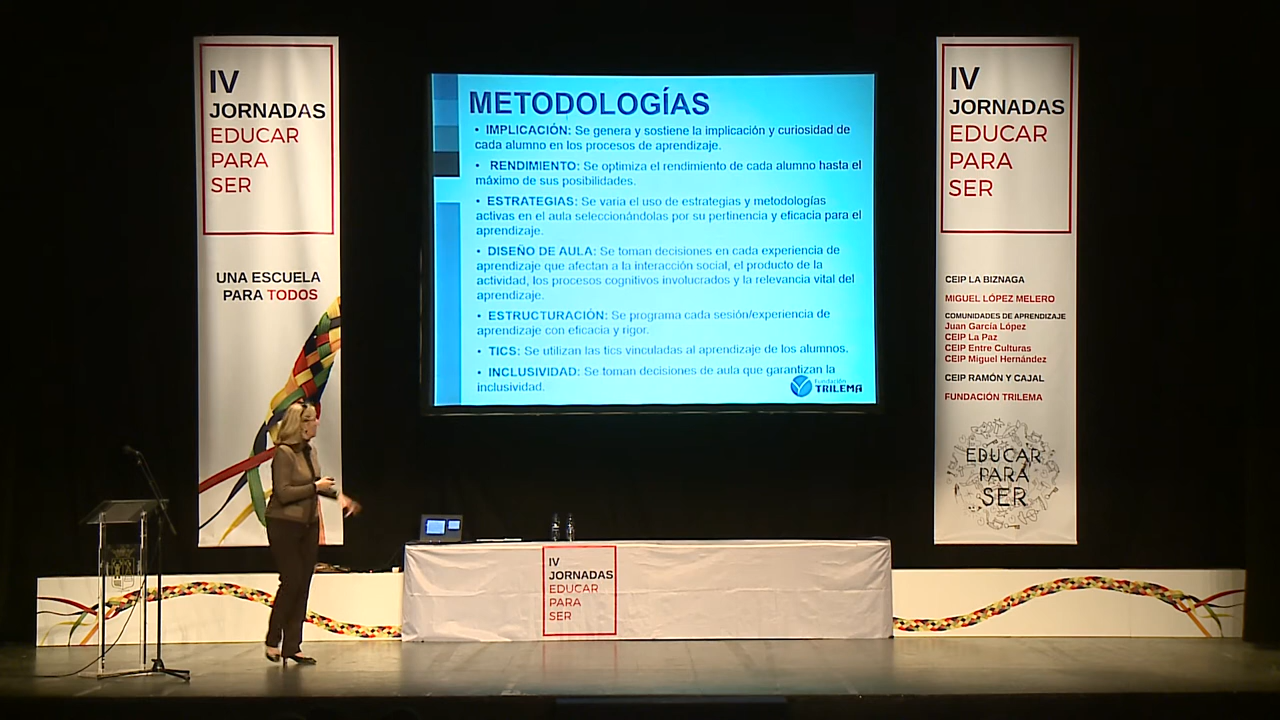 IV
JORNADAS
EDUCAR
PARA
SER
UNA ESCUELA
PARA TODOS
METODOLOGÍAS
• IMPLICACIÓN: Se genera y sostiene la implicación y curiosidad de
cada alumno en los procesos de aprendizaje.
• RENDIMIENTO: Se optimiza el rendimiento de cada alumno hasta el
máximo de sus posibilidades.
• ESTRATEGIAS: Se varia el uso de estrategias y metodologías
activas en el aula seleccionándolas por su pertinencia y eficacia para el
aprendizaje.
• DISEÑO DE AULA: Se toman decisiones en cada experiencia de
aprendizaje que afectan a la interacción social, el producto de la
actividad, los procesos cognitivos involucrados y la relevancia vital del
aprendizaje.
• ESTRUCTURACIÓN: Se programa cada sesión/experiencia de
aprendizaje con eficacia y rigor.
• TICS: Se utilizan las tics vinculadas al aprendizaje de los alumnos.
• INCLUSIVIDAD: Se toman decisiones de aula que garantizan la
inclusividad.
Fundación
TRILEMA
IV
JORNADAS
EDUCAR
PARA
SER
CEIP LA BIZNAGA
MIGUEL LÓPEZ MELERO
COMUNIDADES DE APRENDIZAJE
Juan García López
CEIP La Paz
CEIP Entre Culturas
CEIP Miguel Hernández
CEIP RAMÓN Y CAJAL
FUNDACIÓN TRILEMA
EDUCAR
PARA
SER
IV
JORNADAS
EDUCAR
PARA
SER